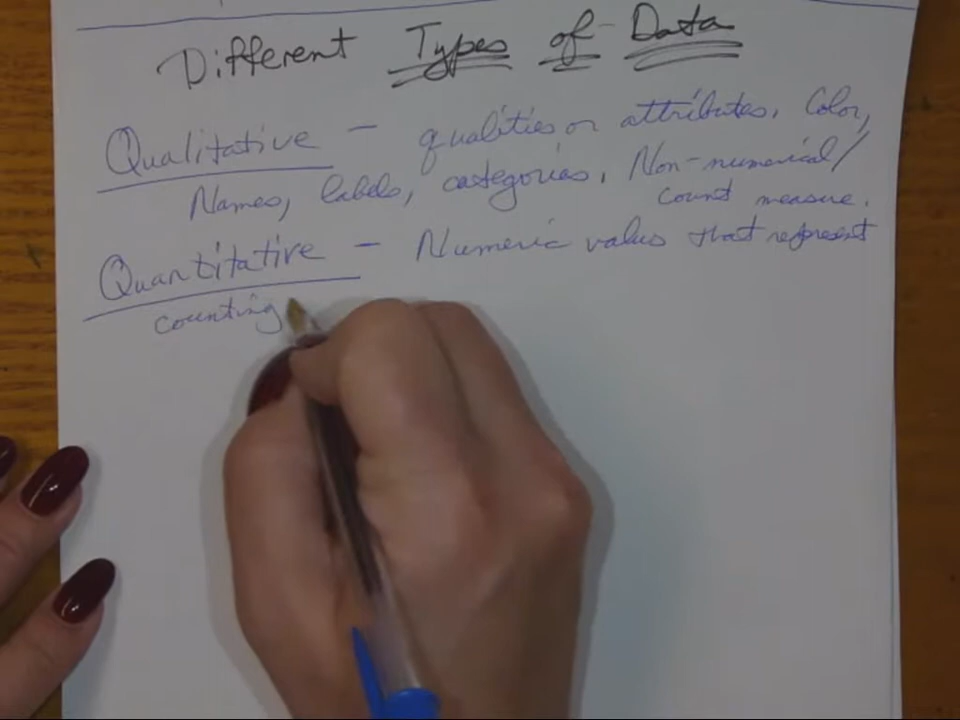 Different Types of Data
Qualitative - qualities or attributes, Color,
Names, labels, categories, Non-numerical/
count measure.
Quantitative - Numeric value that represent
counting